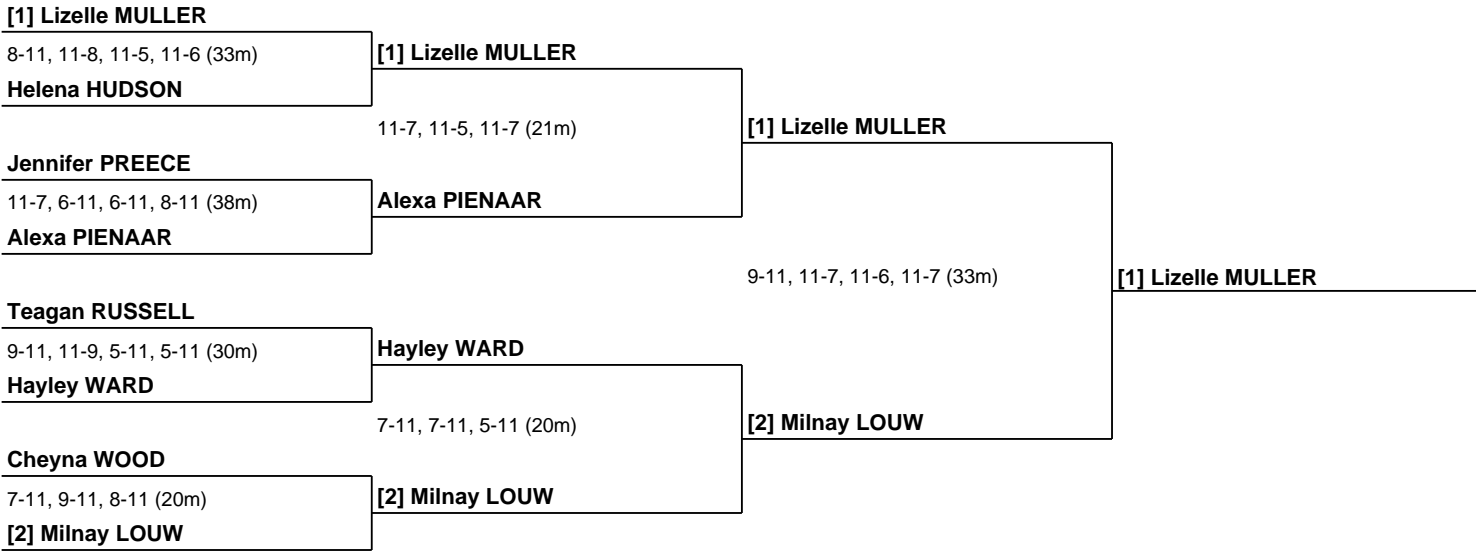 [1] Lizelle MULLER
8-11, 11-8, 11-5, 11-6 (33m)
Helena HUDSON
Jennifer PREECE
11-7, 6-11, 6-11, 8-11 (38m)
Alexa PIENAAR
Teagan RUSSELL
9-11, 11-9, 5-11, 5-11 (30m)
Hayley WARD
Cheyna WOOD
7-11, 9-11, 8-11 (20m)
[2] Milnay LOUW
[1] Lizelle MULLER
11-7, 11-5, 11-7 (21m)
Alexa PIENAAR
Hayley WARD
7-11, 7-11, 5-11 (20m)
[2] Milnay LOUW
[1] Lizelle MULLER
9-11, 11-7, 11-6, 11-7 (33m)
[2] Milnay LOUW
[1] Lizelle MULLER